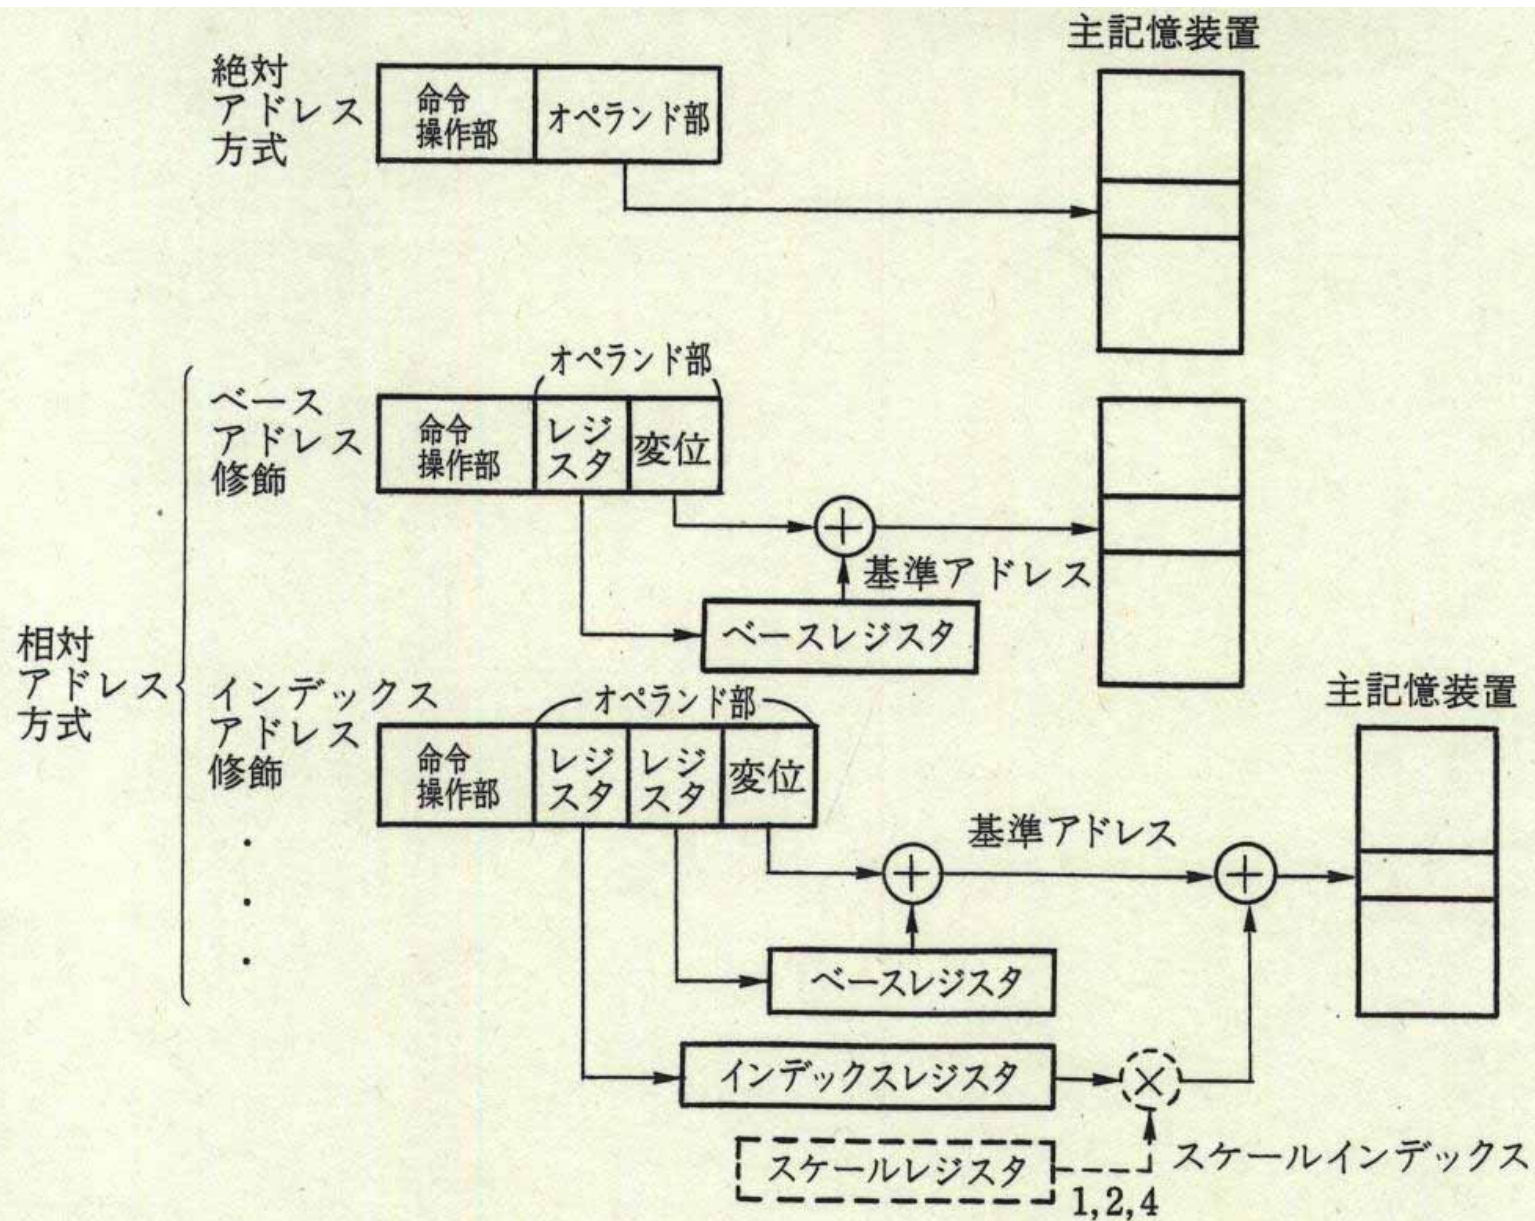 主記憶装置
絶対
アドレス
方式
命令
操作部
オペランド部
オペランド部
ベース
アドレス
修飾
命令
操作部
レジ
スタ
変位
基準アドレス
ベースレジスタ
相対
アドレス
方式
主記憶装置
インデックス
アドレス
修飾
オペランド部
命令
操作部
レジ
スタ
レジ
スタ
変位
基準アドレス
ベースレジスタ
インデックスレジスタ
スケールレジスタ
スケールインデックス
1,2,4